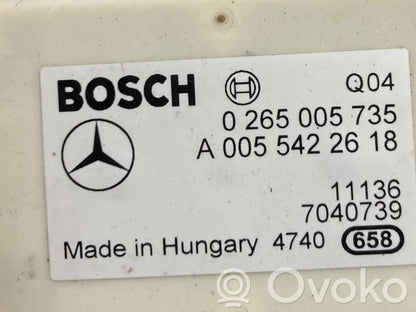 BOSCH Q04
0 265 005 735
A 005 542 26 18
11136
7040739
Made in Hungary 4740 658
Ovoko